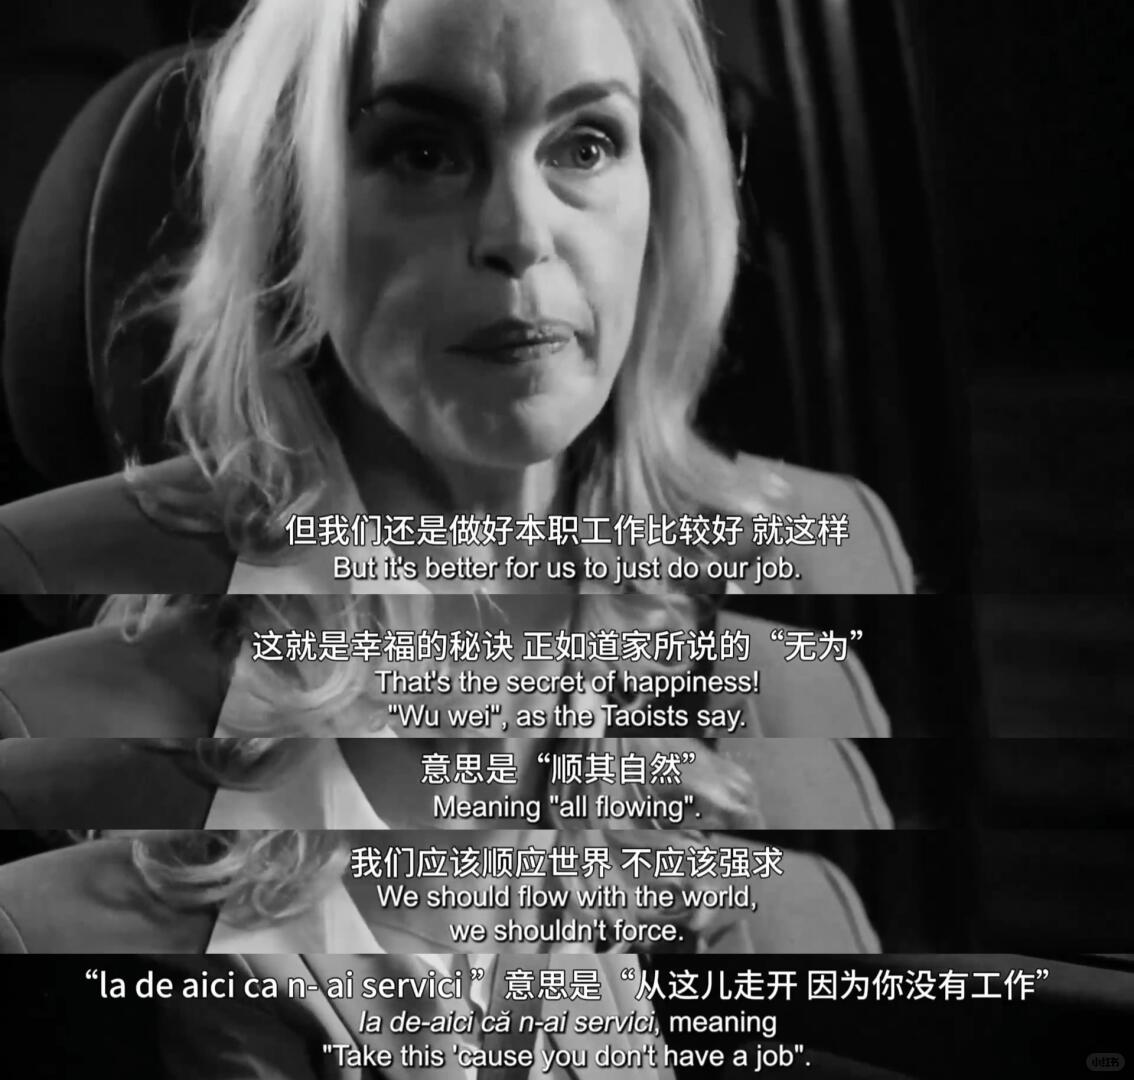 但我们还是做好本职工作比较好 就这样
But it's better for us to just do our job.
这就是幸福的秘诀 正如道家所说的“无为”
That's the secret of happiness!
"Wu wei", as the Taoists say.
意思是“顺其自然”
Meaning "all flowing".
我们应该顺应世界 不应该强求
We should flow with the world,
we shouldn't force.
“la de aici ca n- ai servici ”意思是“从这儿走开 因为你没有工作”
la de-aici că n-ai servici, meaning
"Take this 'cause you don't have a job".
小红书